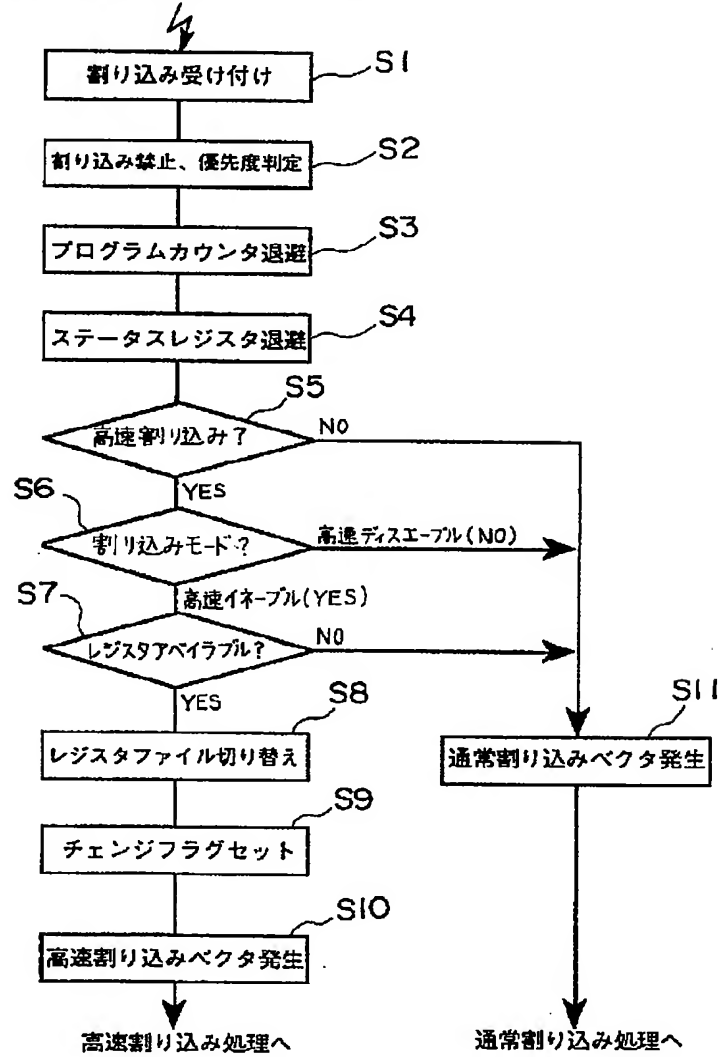 割り込み受け付け
S1
割り込み禁止、優先度判定
S2
プログラムカウンタ退避
S3
ステータスレジスタ退避
S4
高速割り込み?
S5
NO
YES
S6
割り込みモード?
高速ディスエーブル(NO)
高速イネーブル(YES)
S7
レジスタアベイラブル?
NO
YES
レジスタファイル切り替え
S8
通常割り込みベクタ発生
S11
チェンジフラグセット
S9
高速割り込みベクタ発生
S10
高速割り込み処理へ
通常割り込み処理へ